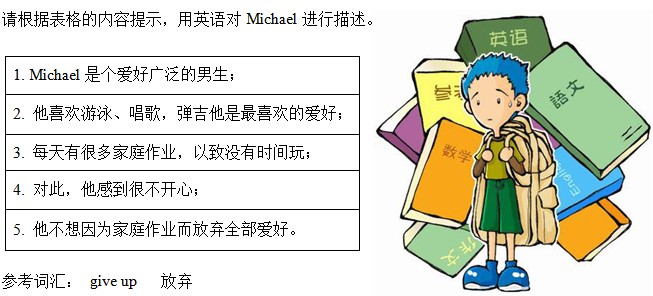 请根据表格的内容提示，用英语对 Michael 进行描述。
1. Michael 是个爱好广泛的男生；
2. 他喜欢游泳、唱歌，弹吉他是最喜欢的爱好；
3. 每天有很多家庭作业，以致没有时间玩；
4. 对此，他感到很不开心；
5. 他不想因为家庭作业而放弃全部爱好。
参考词汇： give up 放弃
英语
参考
語文
数学
English
作文